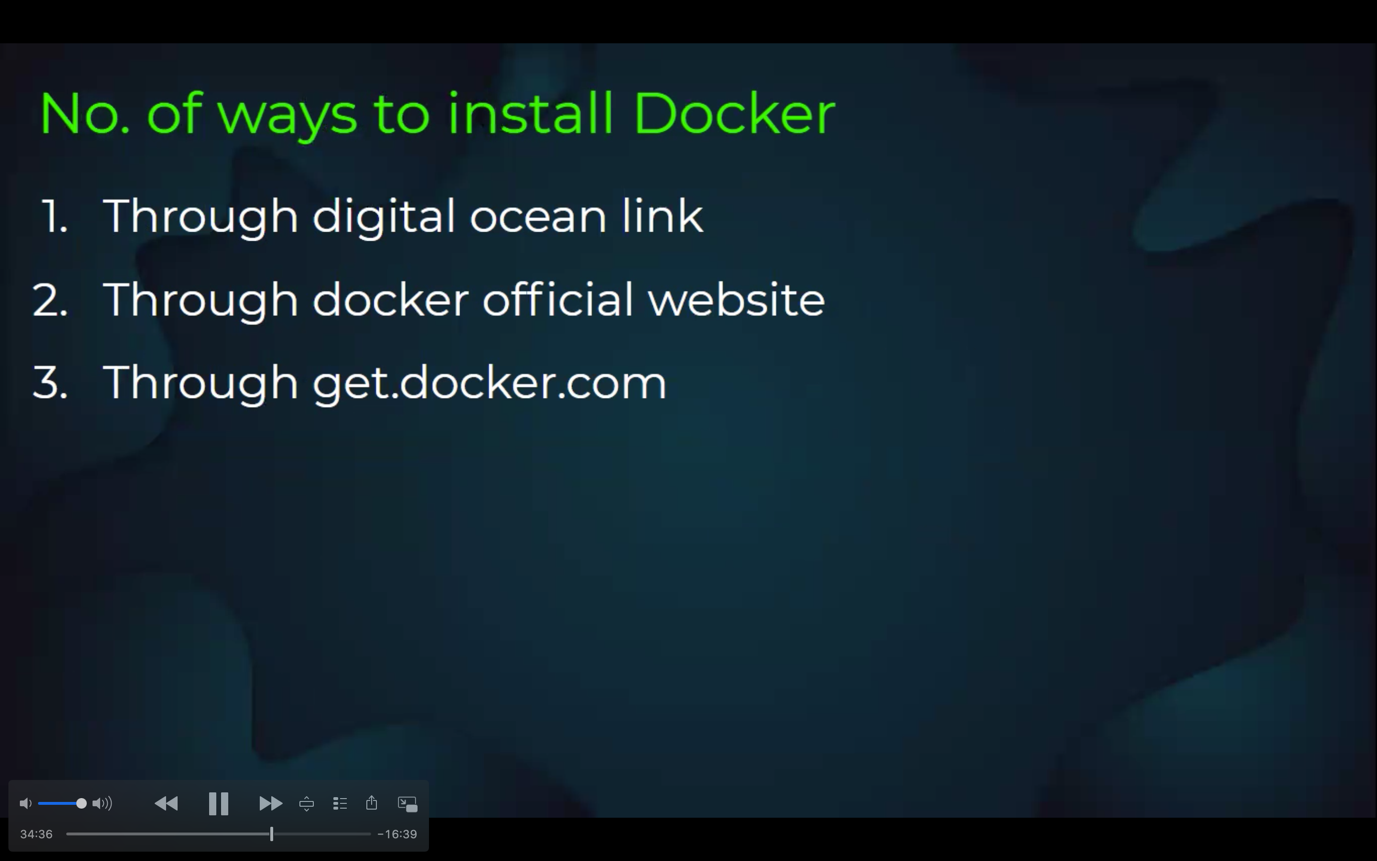 No. of ways to install Docker
1. Through digital ocean link
2. Through docker official website
3. Through get.docker.com
34:36
-16:39